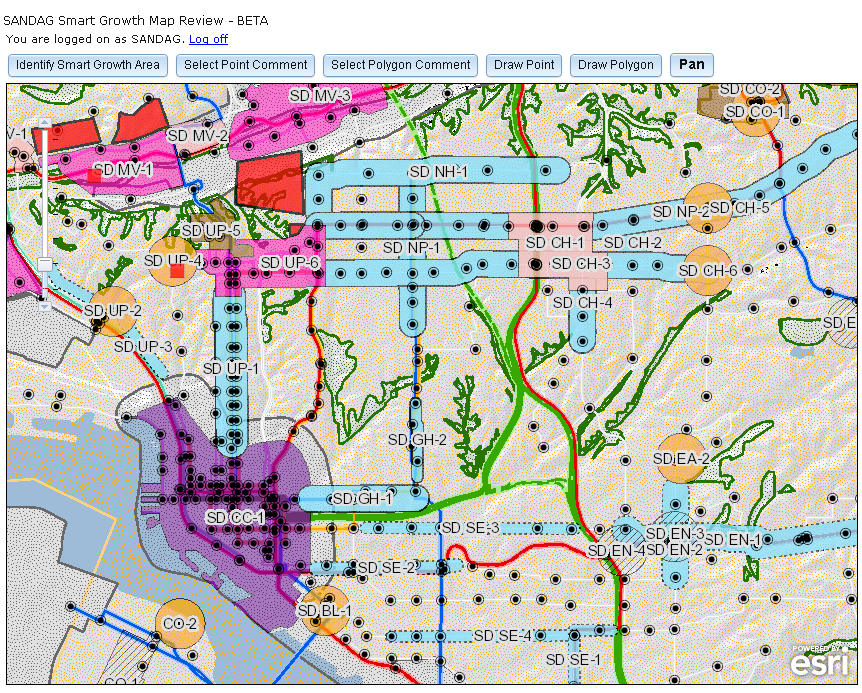 SANDAG Smart Growth Map Review - BETA
You are logged on as SANDAG. Log off
Identify Smart Growth Area Select Point Comment Select Polygon Comment Draw Point Draw Polygon Pan
SD CO-2
SD MV-3
SD CO-1
V-1
SD MV-2
SD MV-1
SD NH-1
SD NP-2
SD CH-5
SD UP-5
SD NP-1
SD CH-1
SD CH-2
SD UP-4
SD UP-6
SD CH-3
SD CH-6
SD CH-4
SD UP-2
SD E
SD UP-3
SD UP-1
SD GH-2
SD EA-2
SD GH-1
SD CC-1
SD SE-3
SD EN-3
SD EN-1
SD EN-4
SD EN-2
SD SE-2
SD BL-1
CO-2
SD SE-4
SD SE-1
POWERED BY
esri